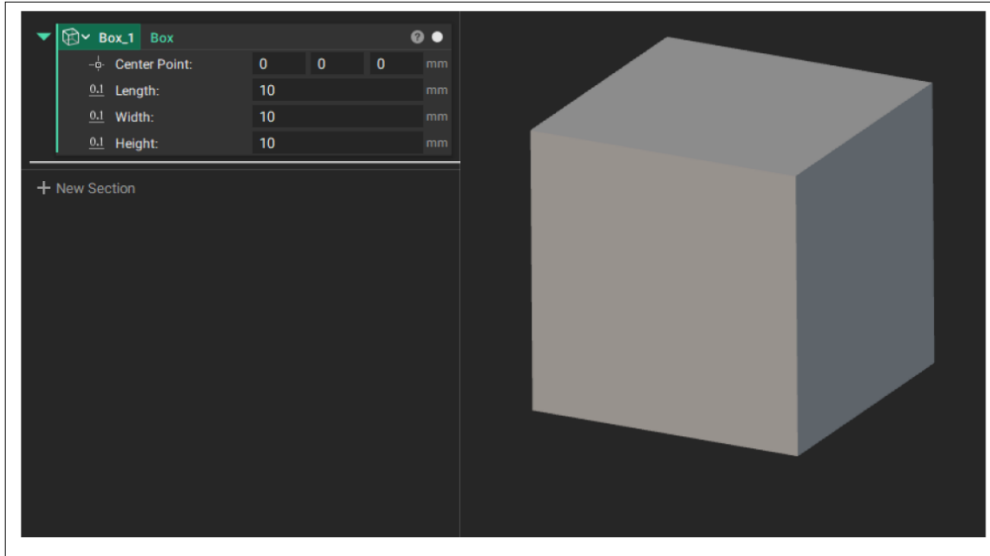 Box_1 Box
Center Point: 0 0 0 mm
0.1 Length: 10 mm
0.1 Width: 10 mm
0.1 Height: 10 mm
+ New Section